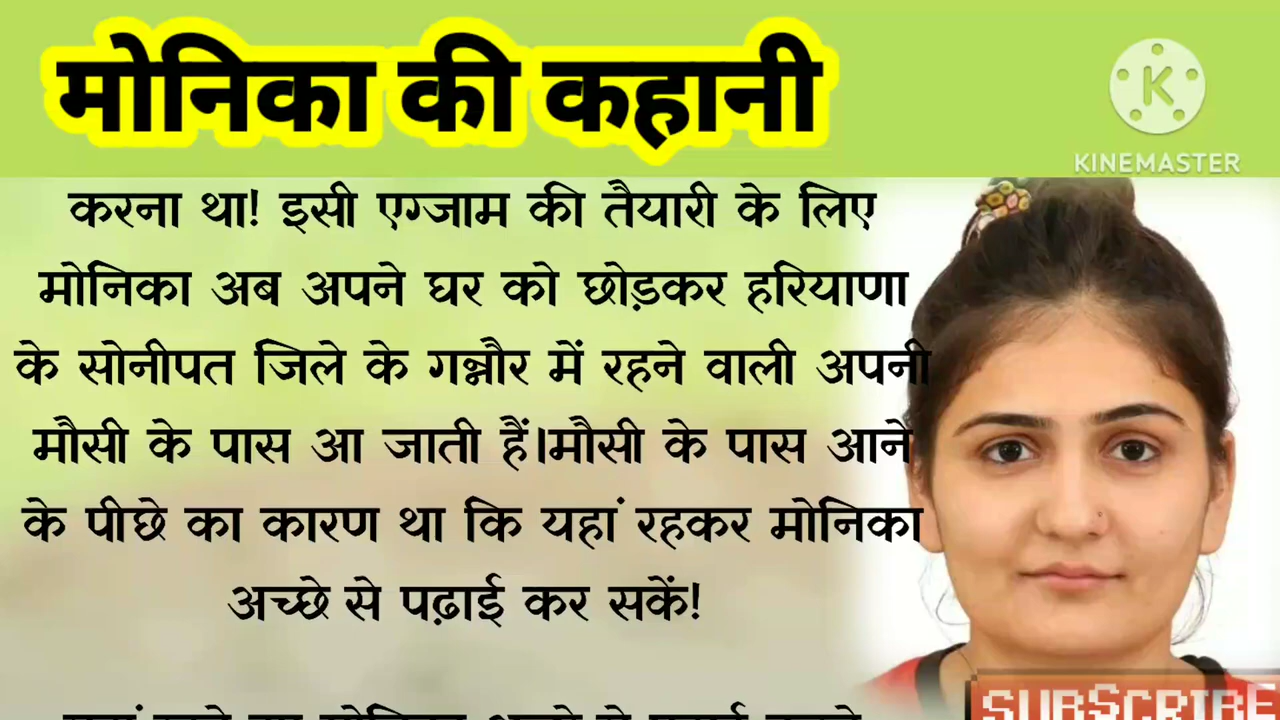 मोनिका की कहानी
K
KINEMASTER
करना था! इसी एग्जाम की तैयारी के लिए
मोनिका अब अपने घर को छोड़कर हरियाणा
के सोनीपत जिले के गन्नौर में रहने वाली अपनी
मौसी के पास आ जाती हैं।मौसी के पास आने
के पीछे का कारण था कि यहां रहकर मोनिका
अच्छे से पढ़ाई कर सकें!
SUBSCRIBE